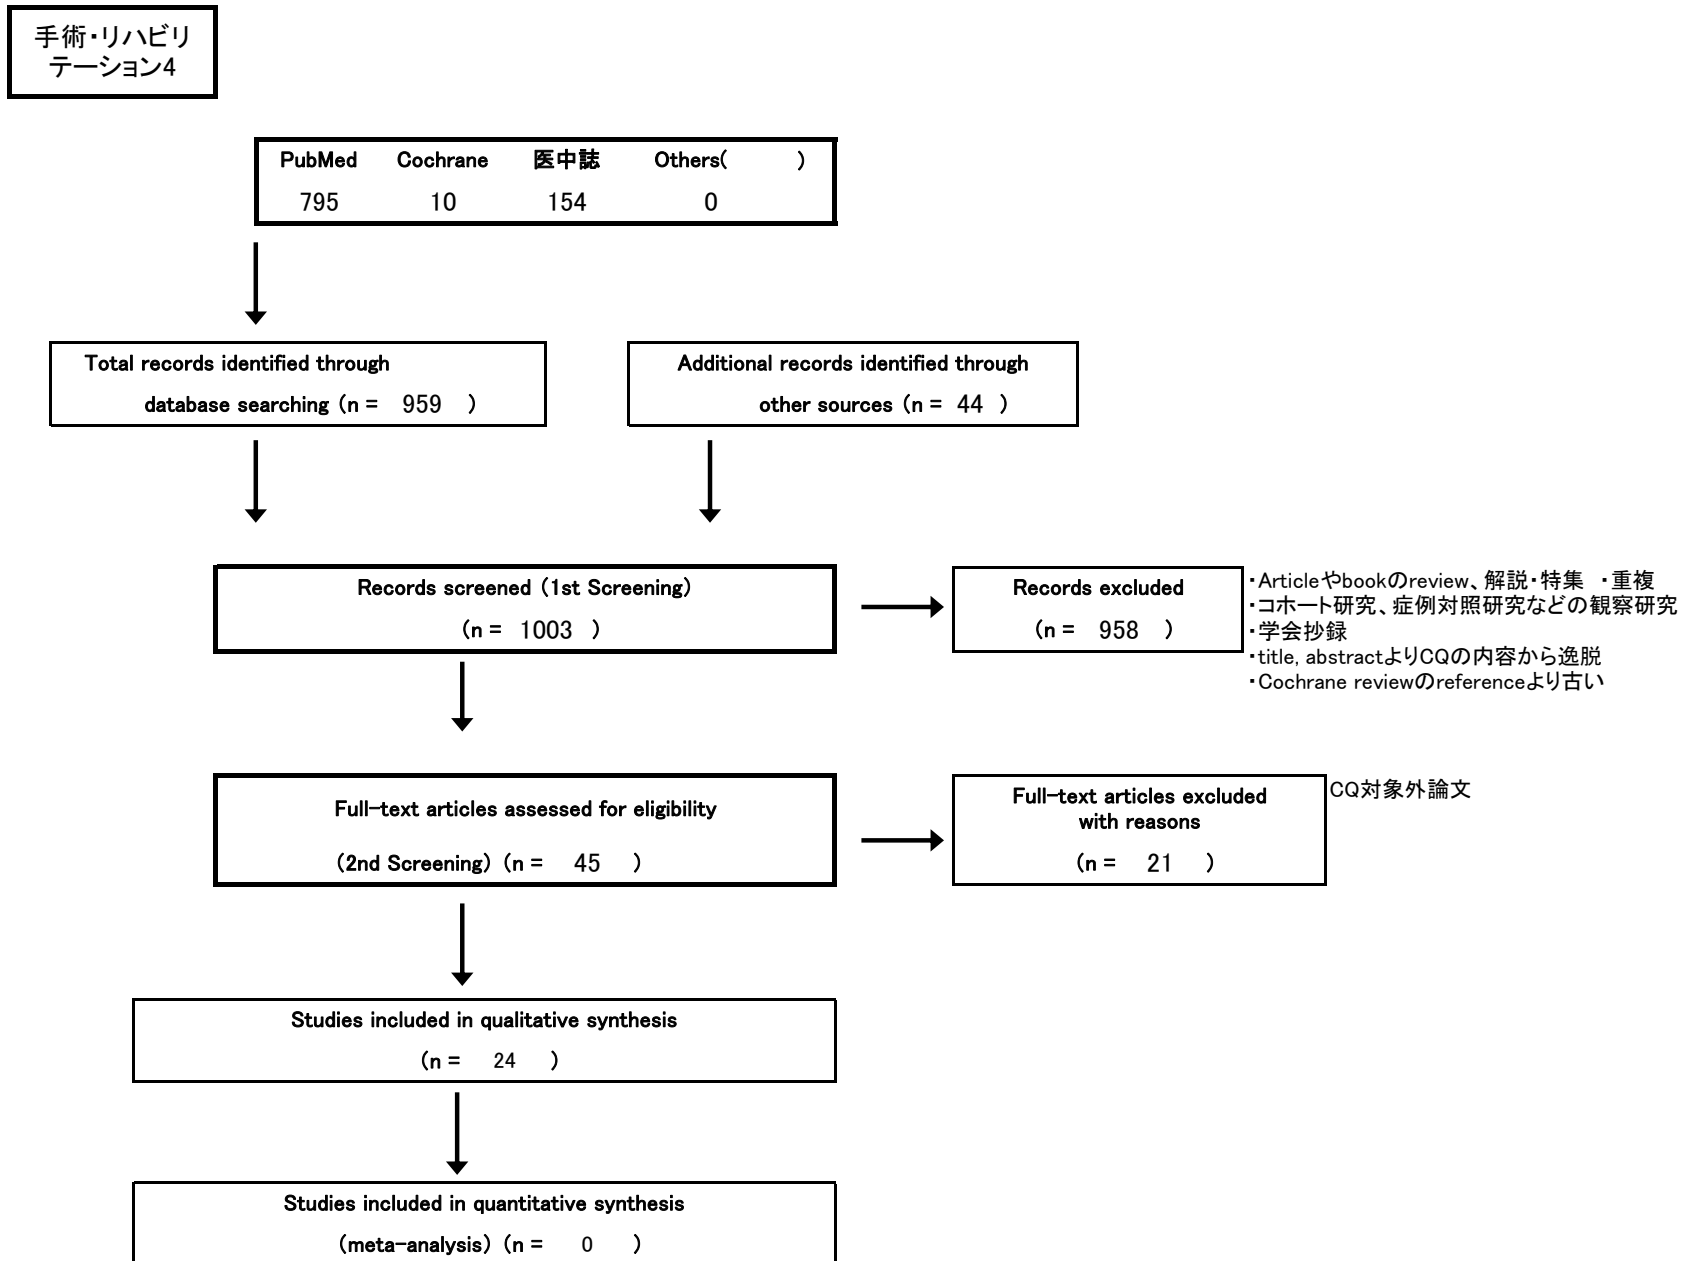 手術・リハビリ
テーション4
PubMed Cochrane 医中誌 Others( )
795 10 154 0
Total records identified through
database searching (n = 959 )
Additional records identified through
other sources (n = 44 )
Records screened (1st Screening)
(n = 1003 )
Records excluded
(n = 958 )
・Articleやbookのreview、解説・特集 ・重複
・コホート研究、症例対照研究などの観察研究
・学会抄録
・title, abstractよりCQの内容から逸脱
・Cochrane reviewのreferenceより古い
Full-text articles assessed for eligibility
(2nd Screening) (n = 45 )
Full-text articles excluded
with reasons
(n = 21 )
CQ対象外論文
Studies included in qualitative synthesis
(n = 24 )
Studies included in quantitative synthesis
(meta-analysis) (n = 0 )